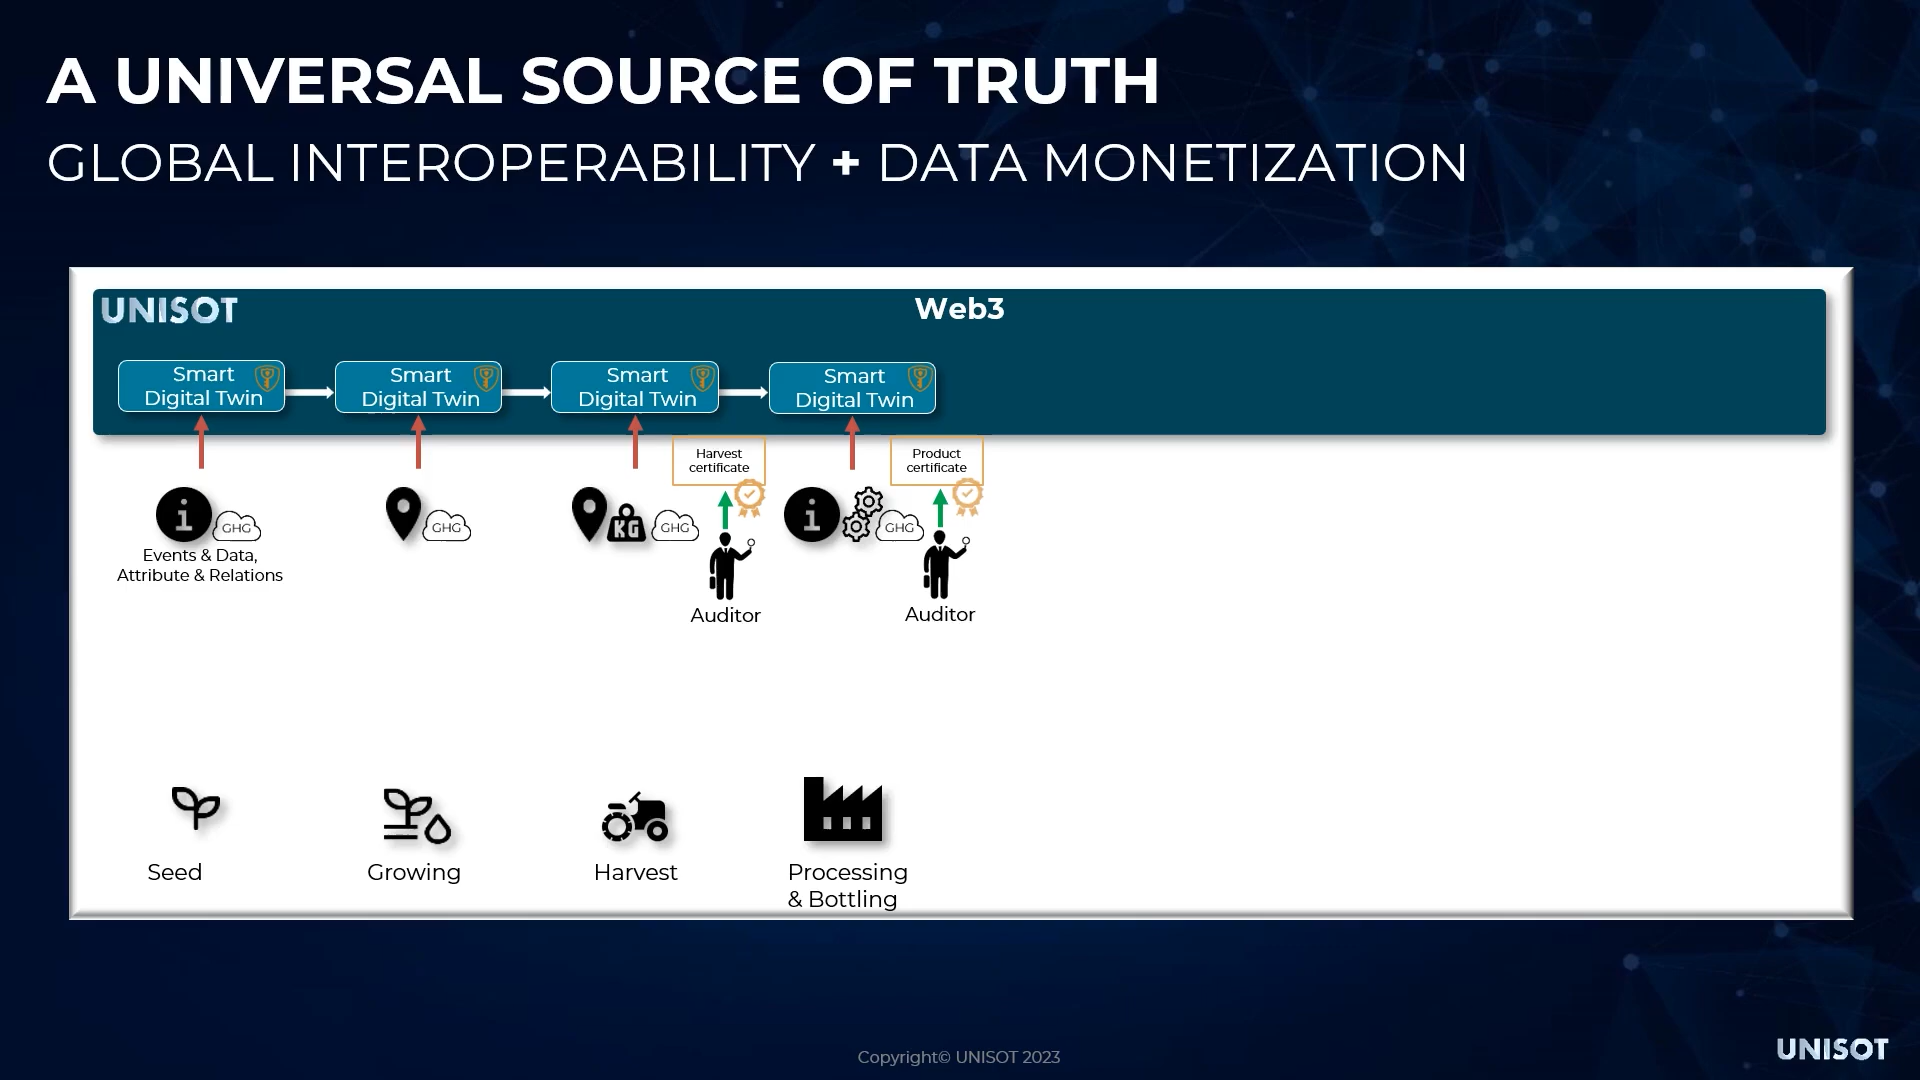 A UNIVERSAL SOURCE OF TRUTH
GLOBAL INTEROPERABILITY + DATA MONETIZATION
UNISOT
Web3
Smart
Digital Twin
Smart
Digital Twin
Smart
Digital Twin
Smart
Digital Twin
Harvest
certificate
Product
certificate
i
GHG
GHG
KG
GHG
i
GHG
Events & Data,
Attribute & Relations
Auditor
Auditor
Seed
Growing
Harvest
Processing
& Bottling
Copyright© UNISOT 2023
UNISOT